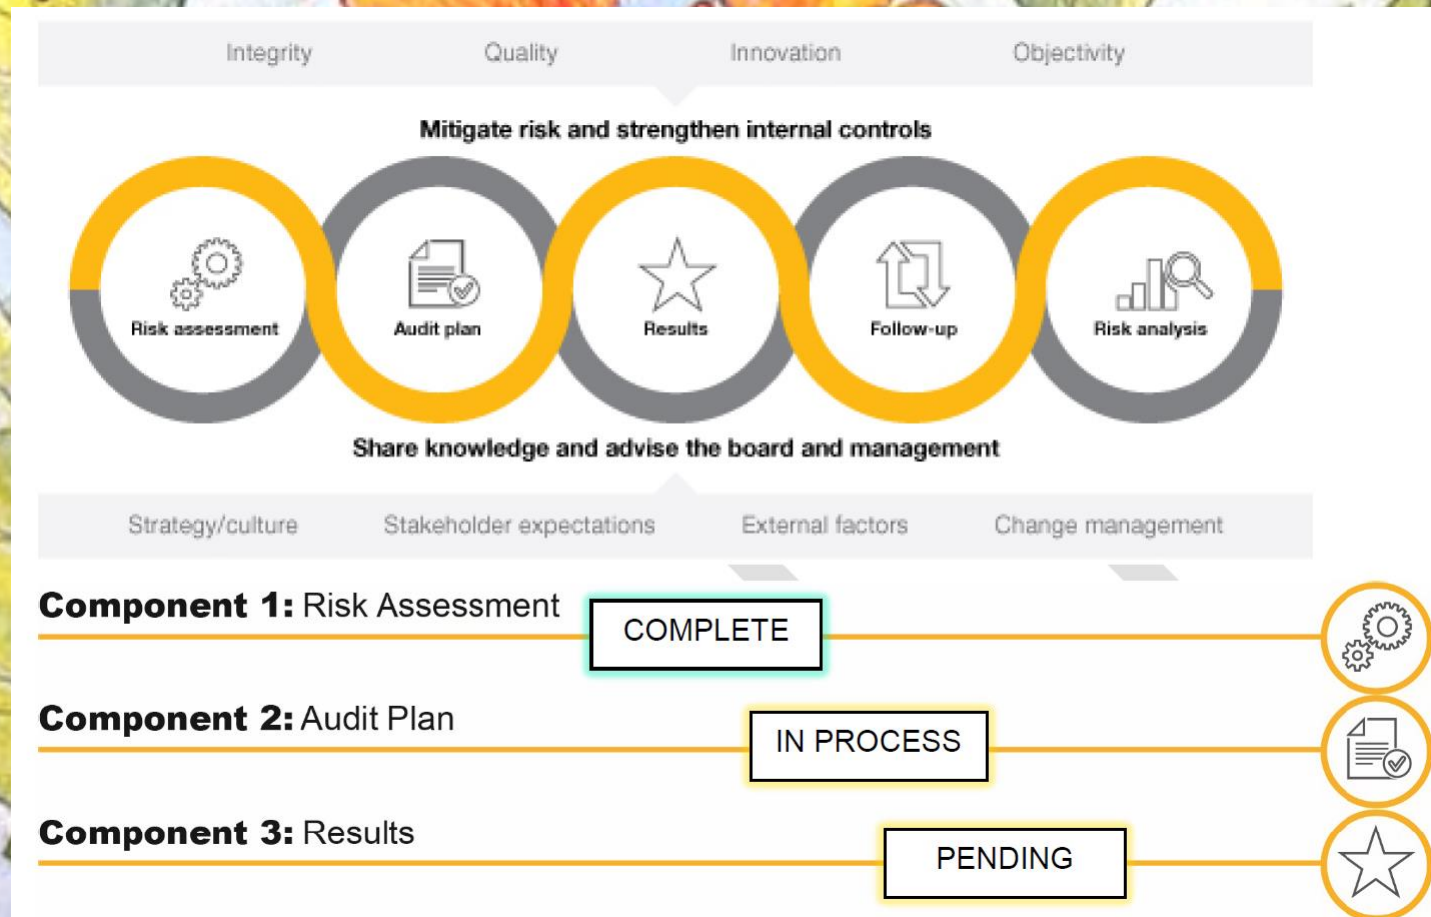 Integrity Quality Innovation Objectivity
Mitigate risk and strengthen internal controls
Risk assessment Audit plan Results Follow-up Risk analysis
Share knowledge and advise the board and management
Strategy/culture Stakeholder expectations External factors Change management
Component 1: Risk Assessment COMPLETE
Component 2: Audit Plan IN PROCESS
Component 3: Results PENDING